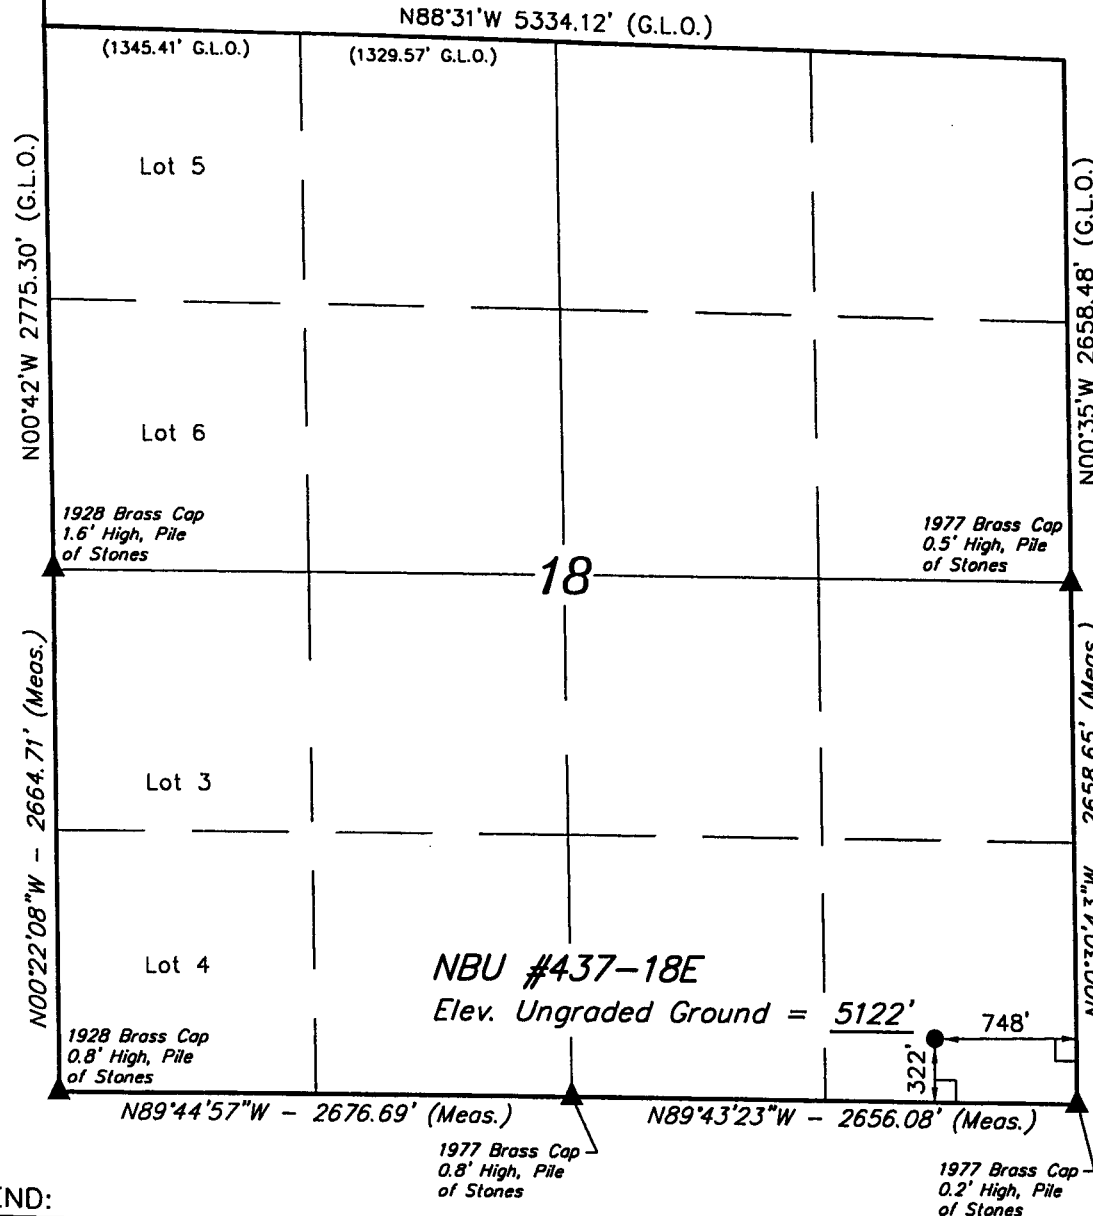 N88°31'W 5334.12' (G.L.O.)
(1345.41' G.L.O.)
(1329.57' G.L.O.)
Lot 5
N00°42'W 2775.30' (G.L.O.)
N00°35'W 2658.48' (G.L.O.)
Lot 6
1928 Brass Cap
1.6' High, Pile
of Stones
1977 Brass Cap
0.5' High, Pile
of Stones
18
N00°22'08"W - 2664.71' (Meas.)
2658.65' (Meas.)
Lot 3
Lot 4
NBU #437-18E
Elev. Ungraded Ground = 5122'
748'
322'
1928 Brass Cap
0.8' High, Pile
of Stones
N89°44'57"W - 2676.69' (Meas.)
N89°43'23"W - 2656.08' (Meas.)
1977 Brass Cap
0.8' High, Pile
of Stones
1977 Brass Cap
0.2' High, Pile
of Stones
END: